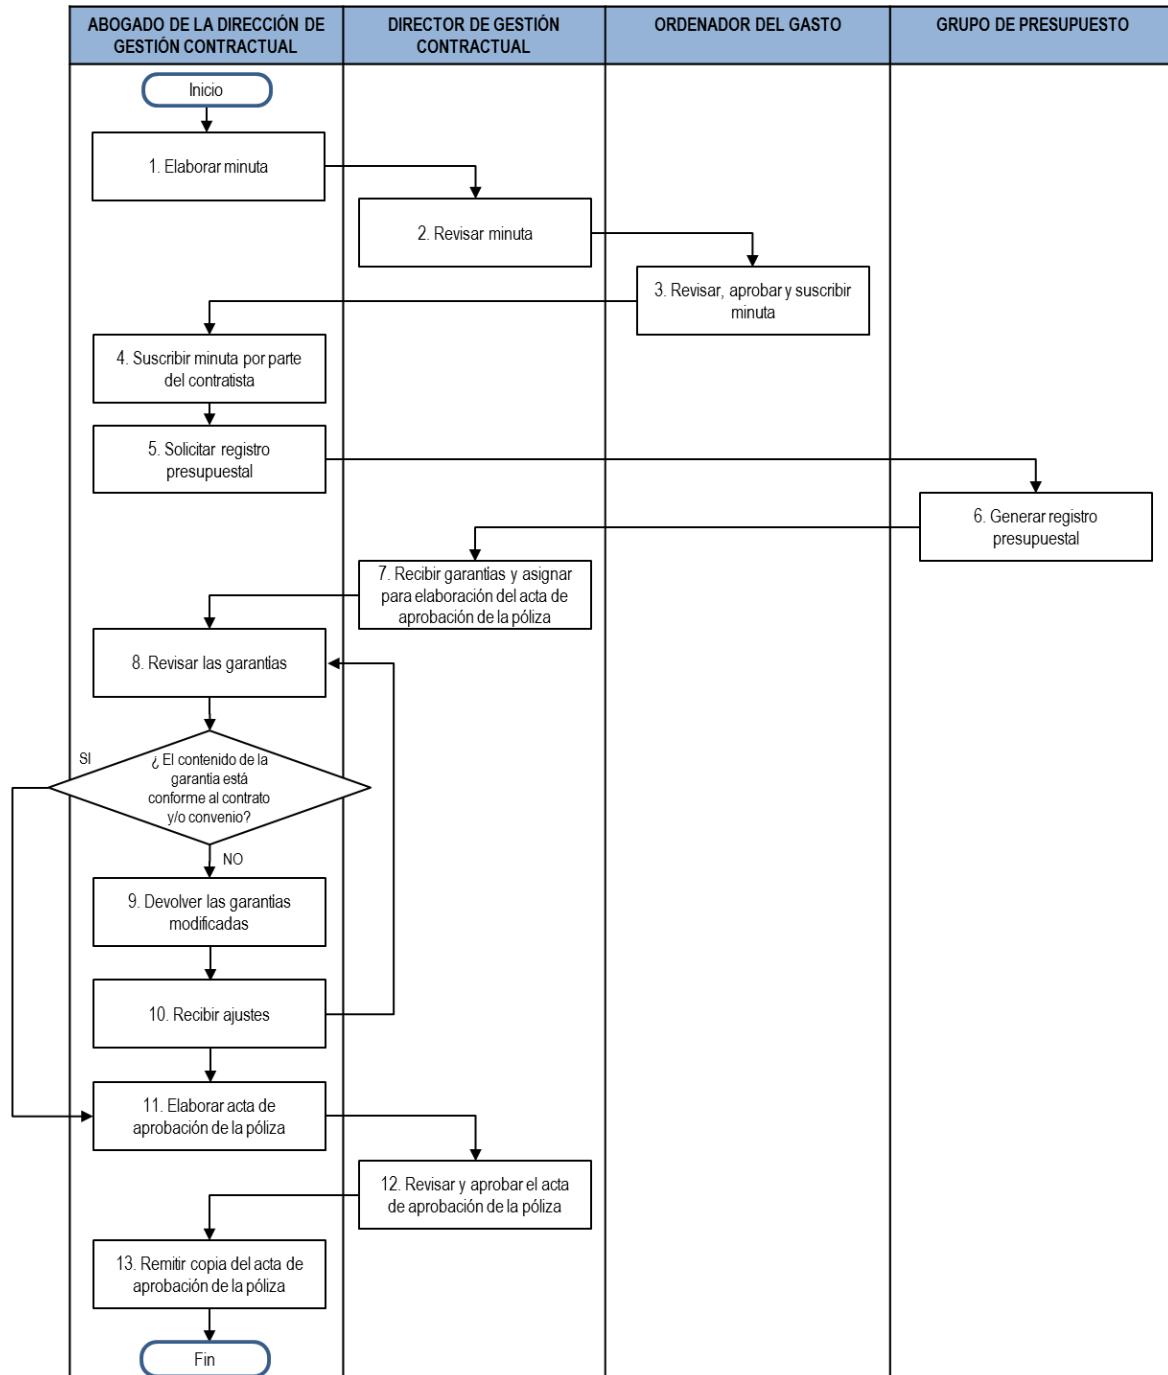 ABOGADO DE LA DIRECCIÓN DE
GESTIÓN CONTRACTUAL
DIRECTOR DE GESTIÓN
CONTRACTUAL
ORDENADOR DEL GASTO
GRUPO DE PRESUPUESTO
Inicio
1. Elaborar minuta
2. Revisar minuta
3. Revisar, aprobar y suscribir
minuta
4. Suscribir minuta por parte
del contratista
5. Solicitar registro
presupuestal
6. Generar registro
presupuestal
7. Recibir garantías y asignar
para elaboración del acta de
aprobación de la póliza
8. Revisar las garantías
SI
¿ El contenido de la
garantía está
conforme al contrato
y/o convenio?
NO
9. Devolver las garantías
modificadas
10. Recibir ajustes
11. Elaborar acta de
aprobación de la póliza
12. Revisar y aprobar el acta
de aprobación de la póliza
13. Remitir copia del acta de
aprobación de la póliza
Fin